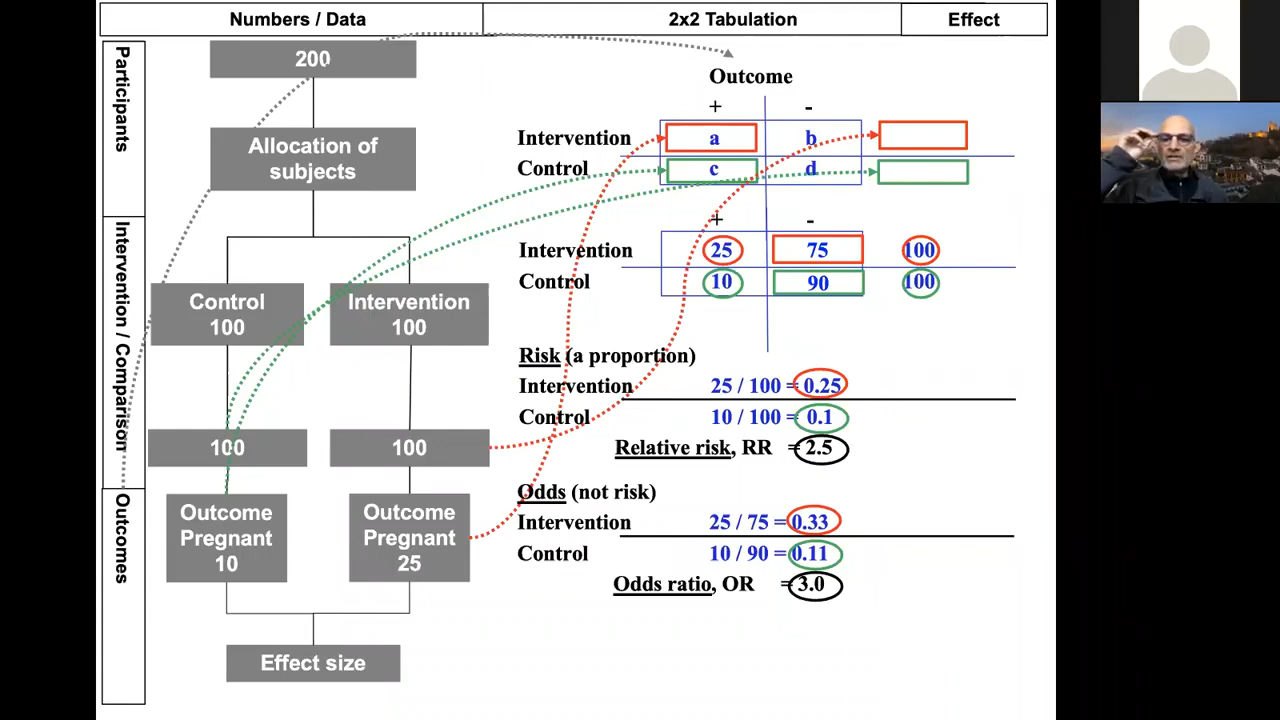 Numbers / Data
2x2 Tabulation
Effect
Participants
Intervention / Comparison
Outcomes
200
Allocation of
subjects
Control
100
Intervention
100
100
100
Outcome
Pregnant
10
Outcome
Pregnant
25
Effect size
Outcome
+ -
Intervention a b
Control c d
+ -
Intervention 25 75 100
Control 10 90 100
Risk (a proportion)
Intervention 25 / 100 = 0.25
Control 10 / 100 = 0.1
Relative risk, RR = 2.5
Odds (not risk)
Intervention 25 / 75 = 0.33
Control 10 / 90 = 0.11
Odds ratio, OR = 3.0